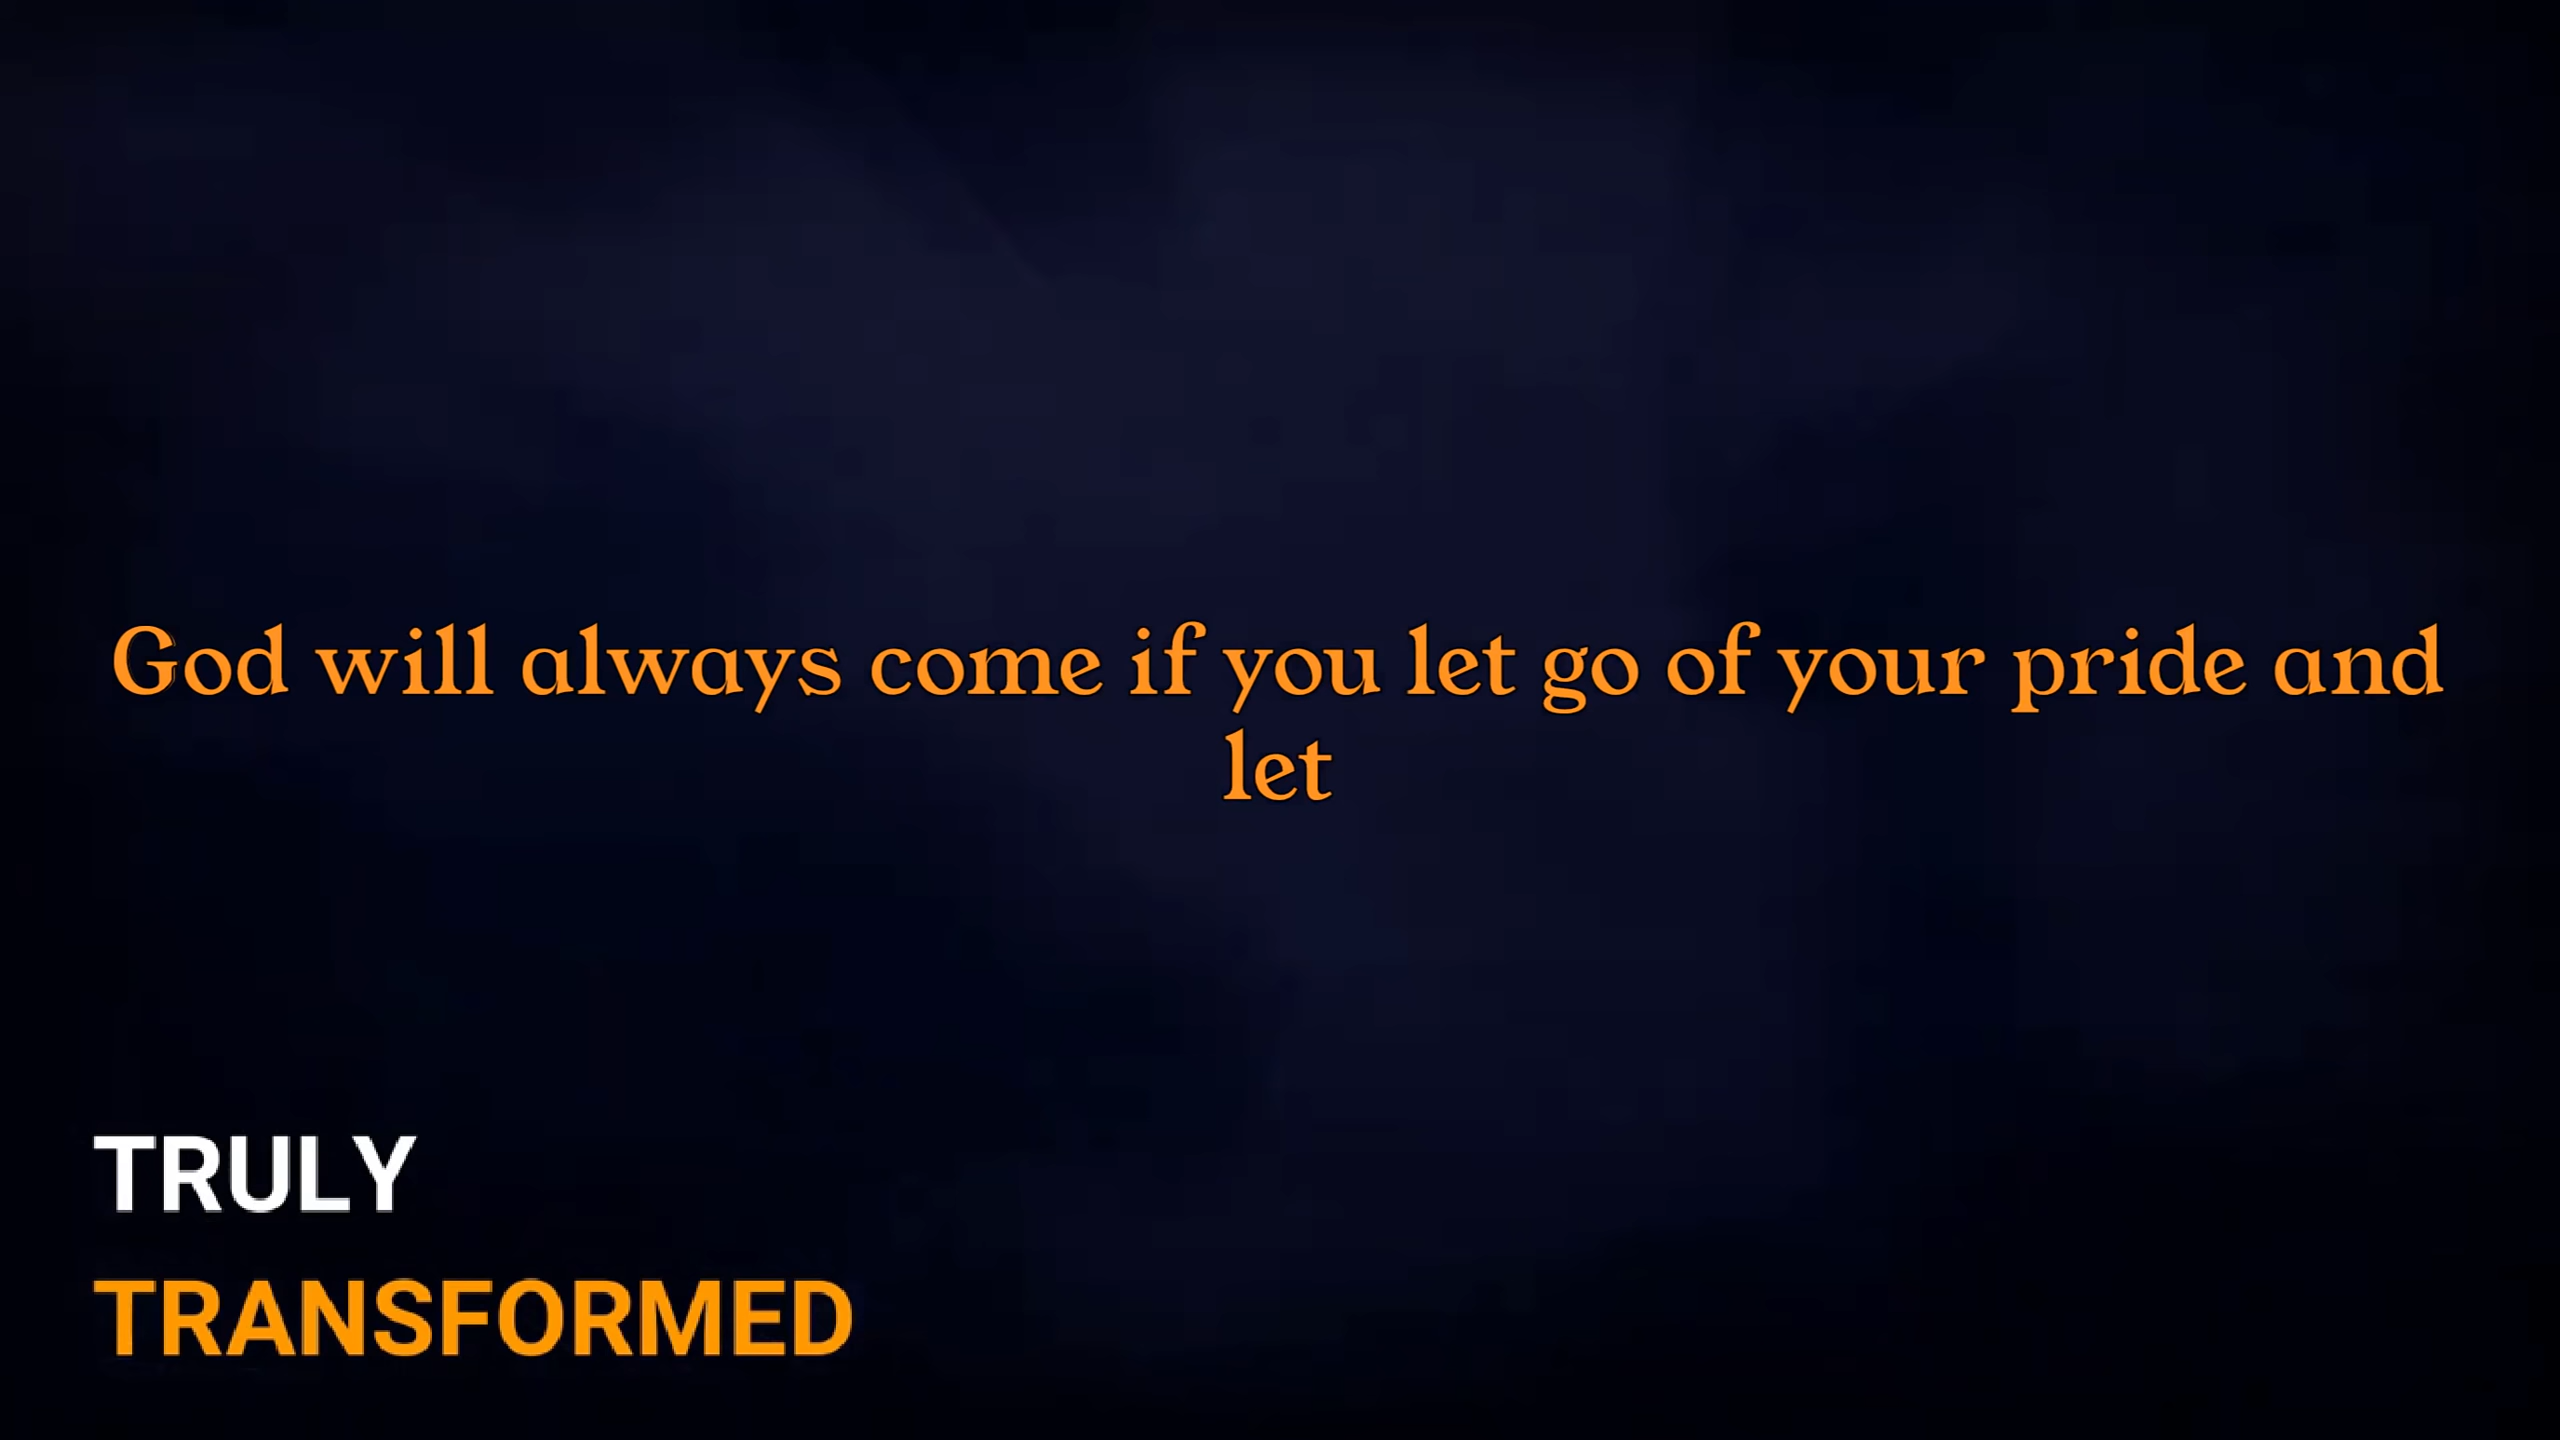 God will always come if you let go of your pride and
let
TRULY
TRANSFORMED